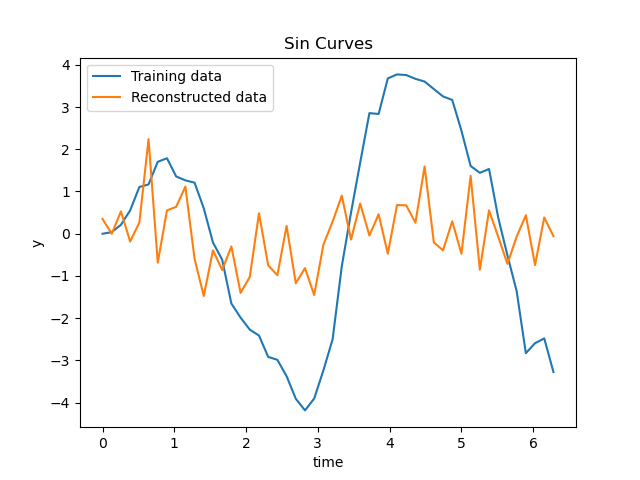 Sin Curves
Training data
Reconstructed data
y
4
3
2
1
0
−1
−2
−3
−4
0 1 2 3 4 5 6
time